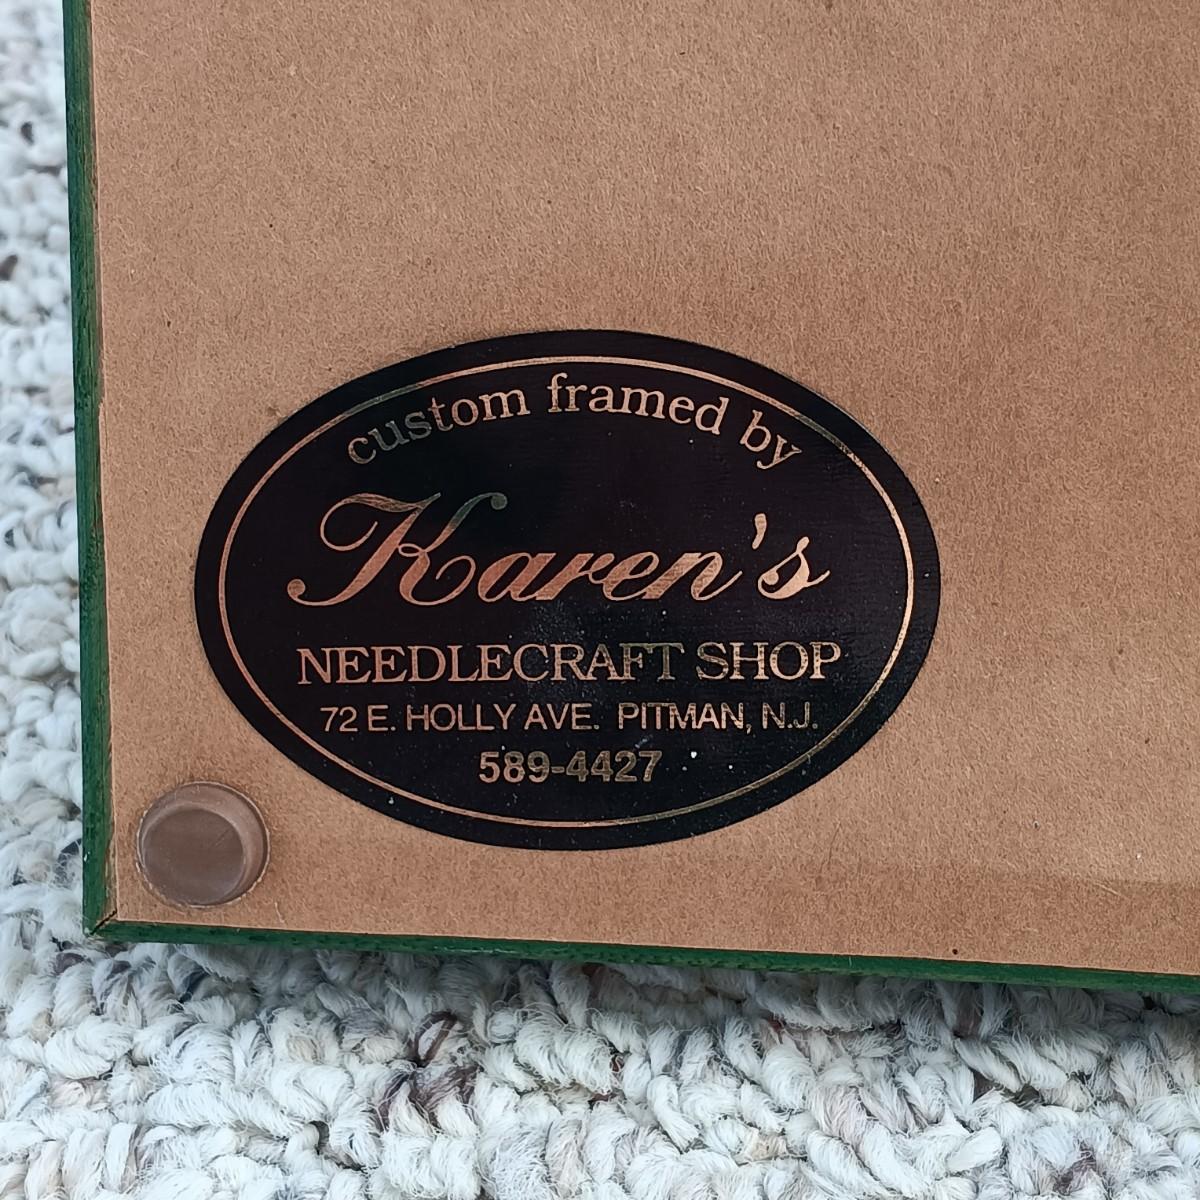 custom framed by
Karen's
NEEDLECRAFT SHOP
72 E. HOLLY AVE. PITMAN, N.J.
589-4427